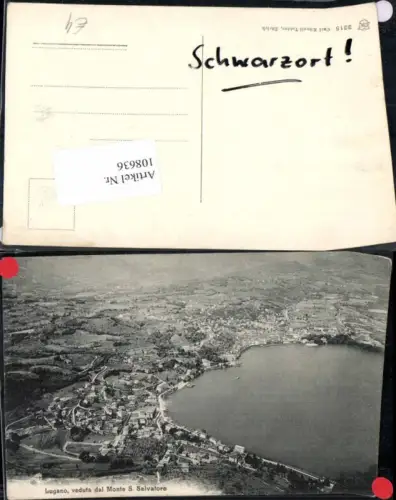 Schwarzort!
Artikel Nr.
108636
Lugano, veduta dal Monte S. Salvatore